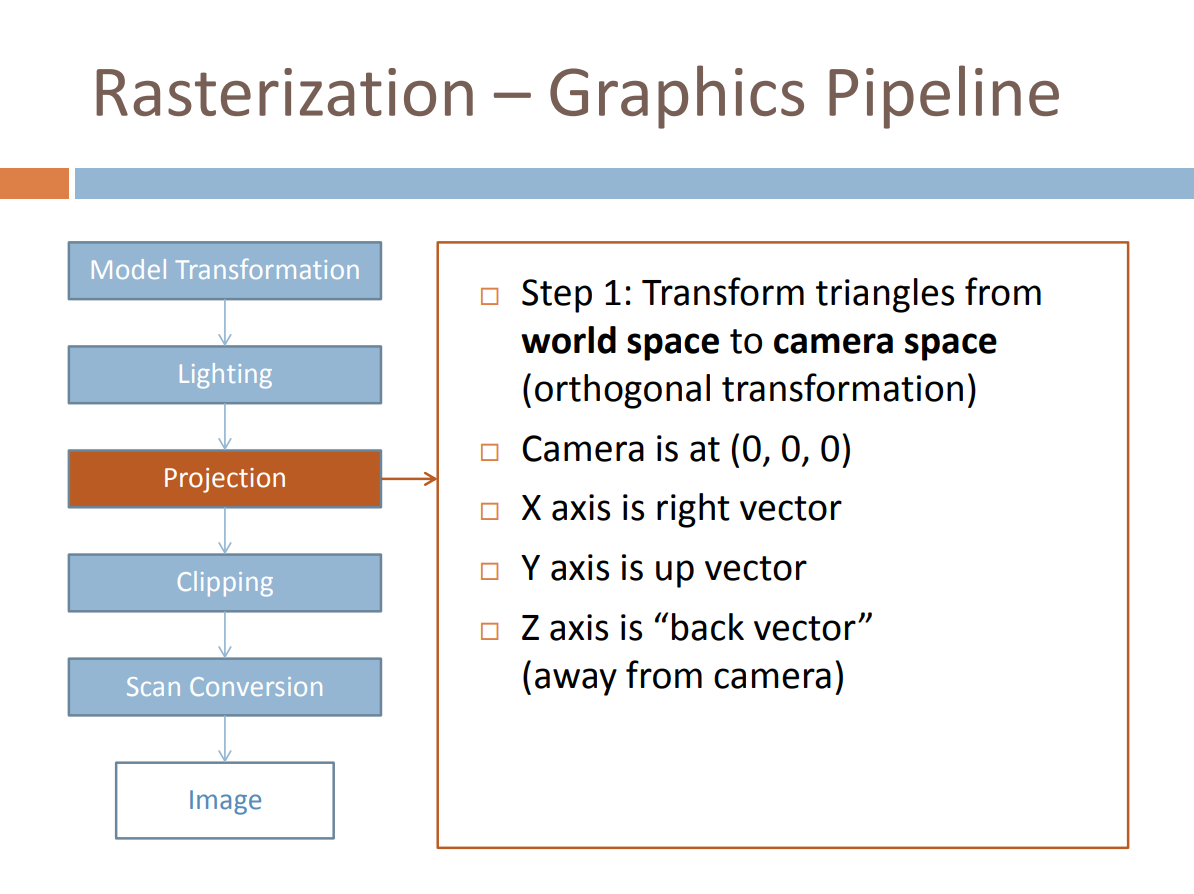 Rasterization – Graphics Pipeline
Model Transformation
Lighting
Projection
Clipping
Scan Conversion
Image
Step 1: Transform triangles from
world space to camera space
(orthogonal transformation)
Camera is at (0, 0, 0)
X axis is right vector
Y axis is up vector
Z axis is “back vector”
(away from camera)